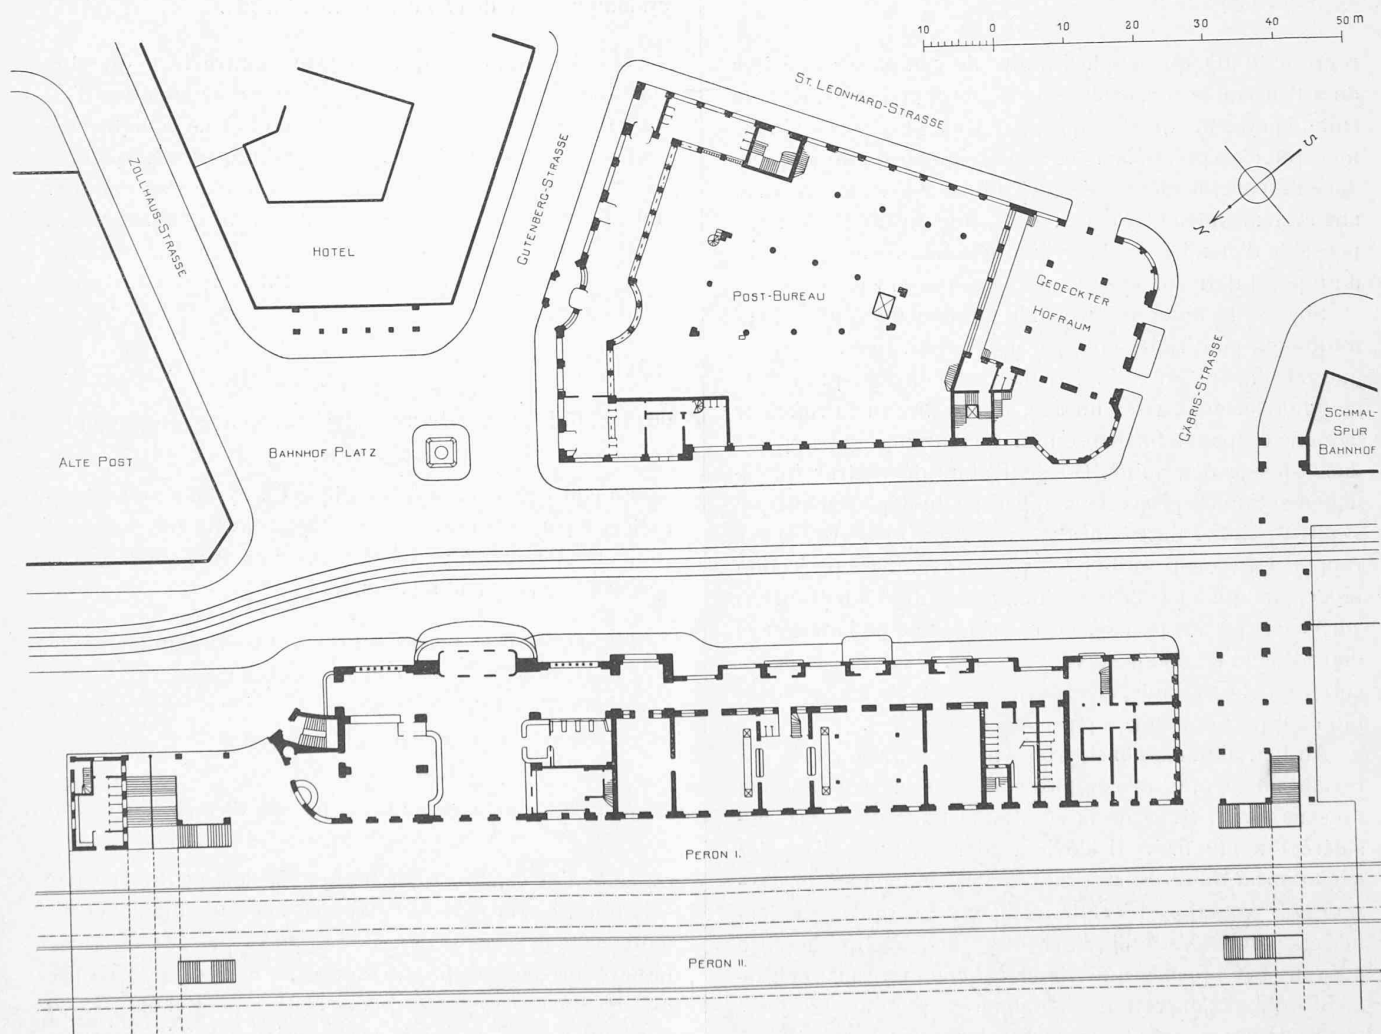 10 0 10 20 30 40 50 m
ST. LEONHARD-STRASSE
S
N
ZOLLHAUS-STRASSE
GUTENBERG-STRASSE
HOTEL
POST-BUREAU
GEDECKTER
HOFRAUM
GÄBRIS-STRASSE
SCHMAL-
SPUR
BAHNHOF
ALTE POST
BAHNHOF PLATZ
PERON I.
PERON II.